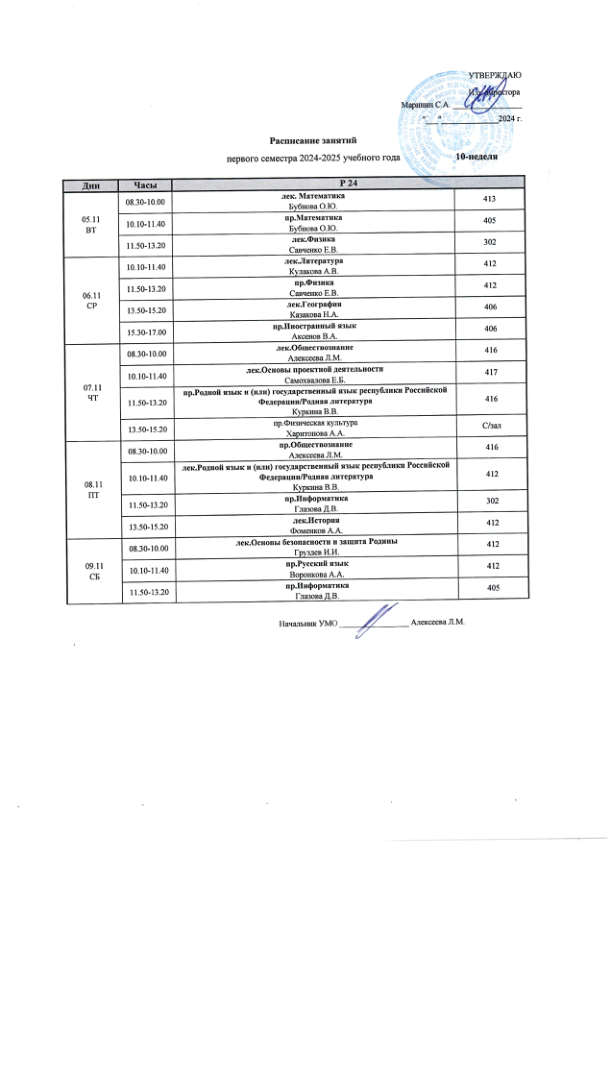 УТВЕРЖДАЮ
И.о. директора
Маринин С.А. ________________
"___"______________2024 г.
Расписание занятий
первого семестра 2024-2025 учебного года 10-неделя
Дни Часы Р 24
05.11
ВТ
08.30-10.00 лек. Математика
Бубнова О.Ю. 413
10.10-11.40 пр.Математика
Бубнова О.Ю. 405
11.50-13.20 лек.Физика
Савченко Е.В. 302
06.11
СР
10.10-11.40 лек.Литература
Кулакова А.В. 412
11.50-13.20 пр.Физика
Савченко Е.В. 412
13.50-15.20 лек.География
Казакова Н.А. 406
15.30-17.00 пр.Иностранный язык
Аксенов В.А. 406
07.11
ЧТ
08.30-10.00 лек.Обществознание
Алексеева Л.М. 416
10.10-11.40 лек.Основы проектной деятельности
Самохвалова Е.Б. 417
11.50-13.20 пр.Родной язык и (или) государственный язык республики Российской
Федерации/Родная литература
Куркина В.В. 416
13.50-15.20 пр.Физическая культура
Харитонова А.А. С/зал
08.11
ПТ
08.30-10.00 пр.Обществознание
Алексеева Л.М. 416
10.10-11.40 лек.Родной язык и (или) государственный язык республики Российской
Федерации/Родная литература
Куркина В.В. 412
11.50-13.20 пр.Информатика
Глазова Д.В. 302
13.50-15.20 лек.История
Фоменков А.А. 412
09.11
СБ
08.30-10.00 лек.Основы безопасности и защита Родины
Груздев И.И. 412
10.10-11.40 пр.Русский язык
Воронкова А.А. 412
11.50-13.20 пр.Информатика
Глазова Д.В. 405
Начальник УМО ________________ Алексеева Л.М.